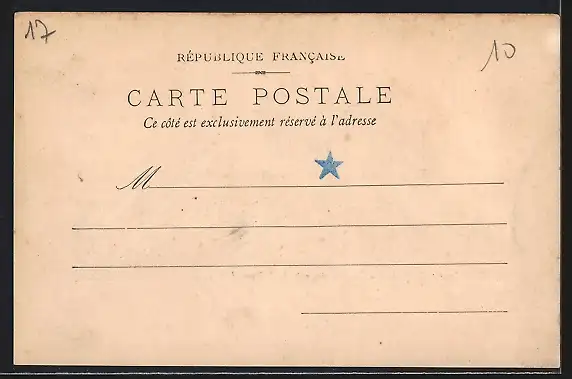 17
10
RÉPUBLIQUE FRANÇAISE
CARTE POSTALE
Ce côté est exclusivement réservé à l'adresse
M